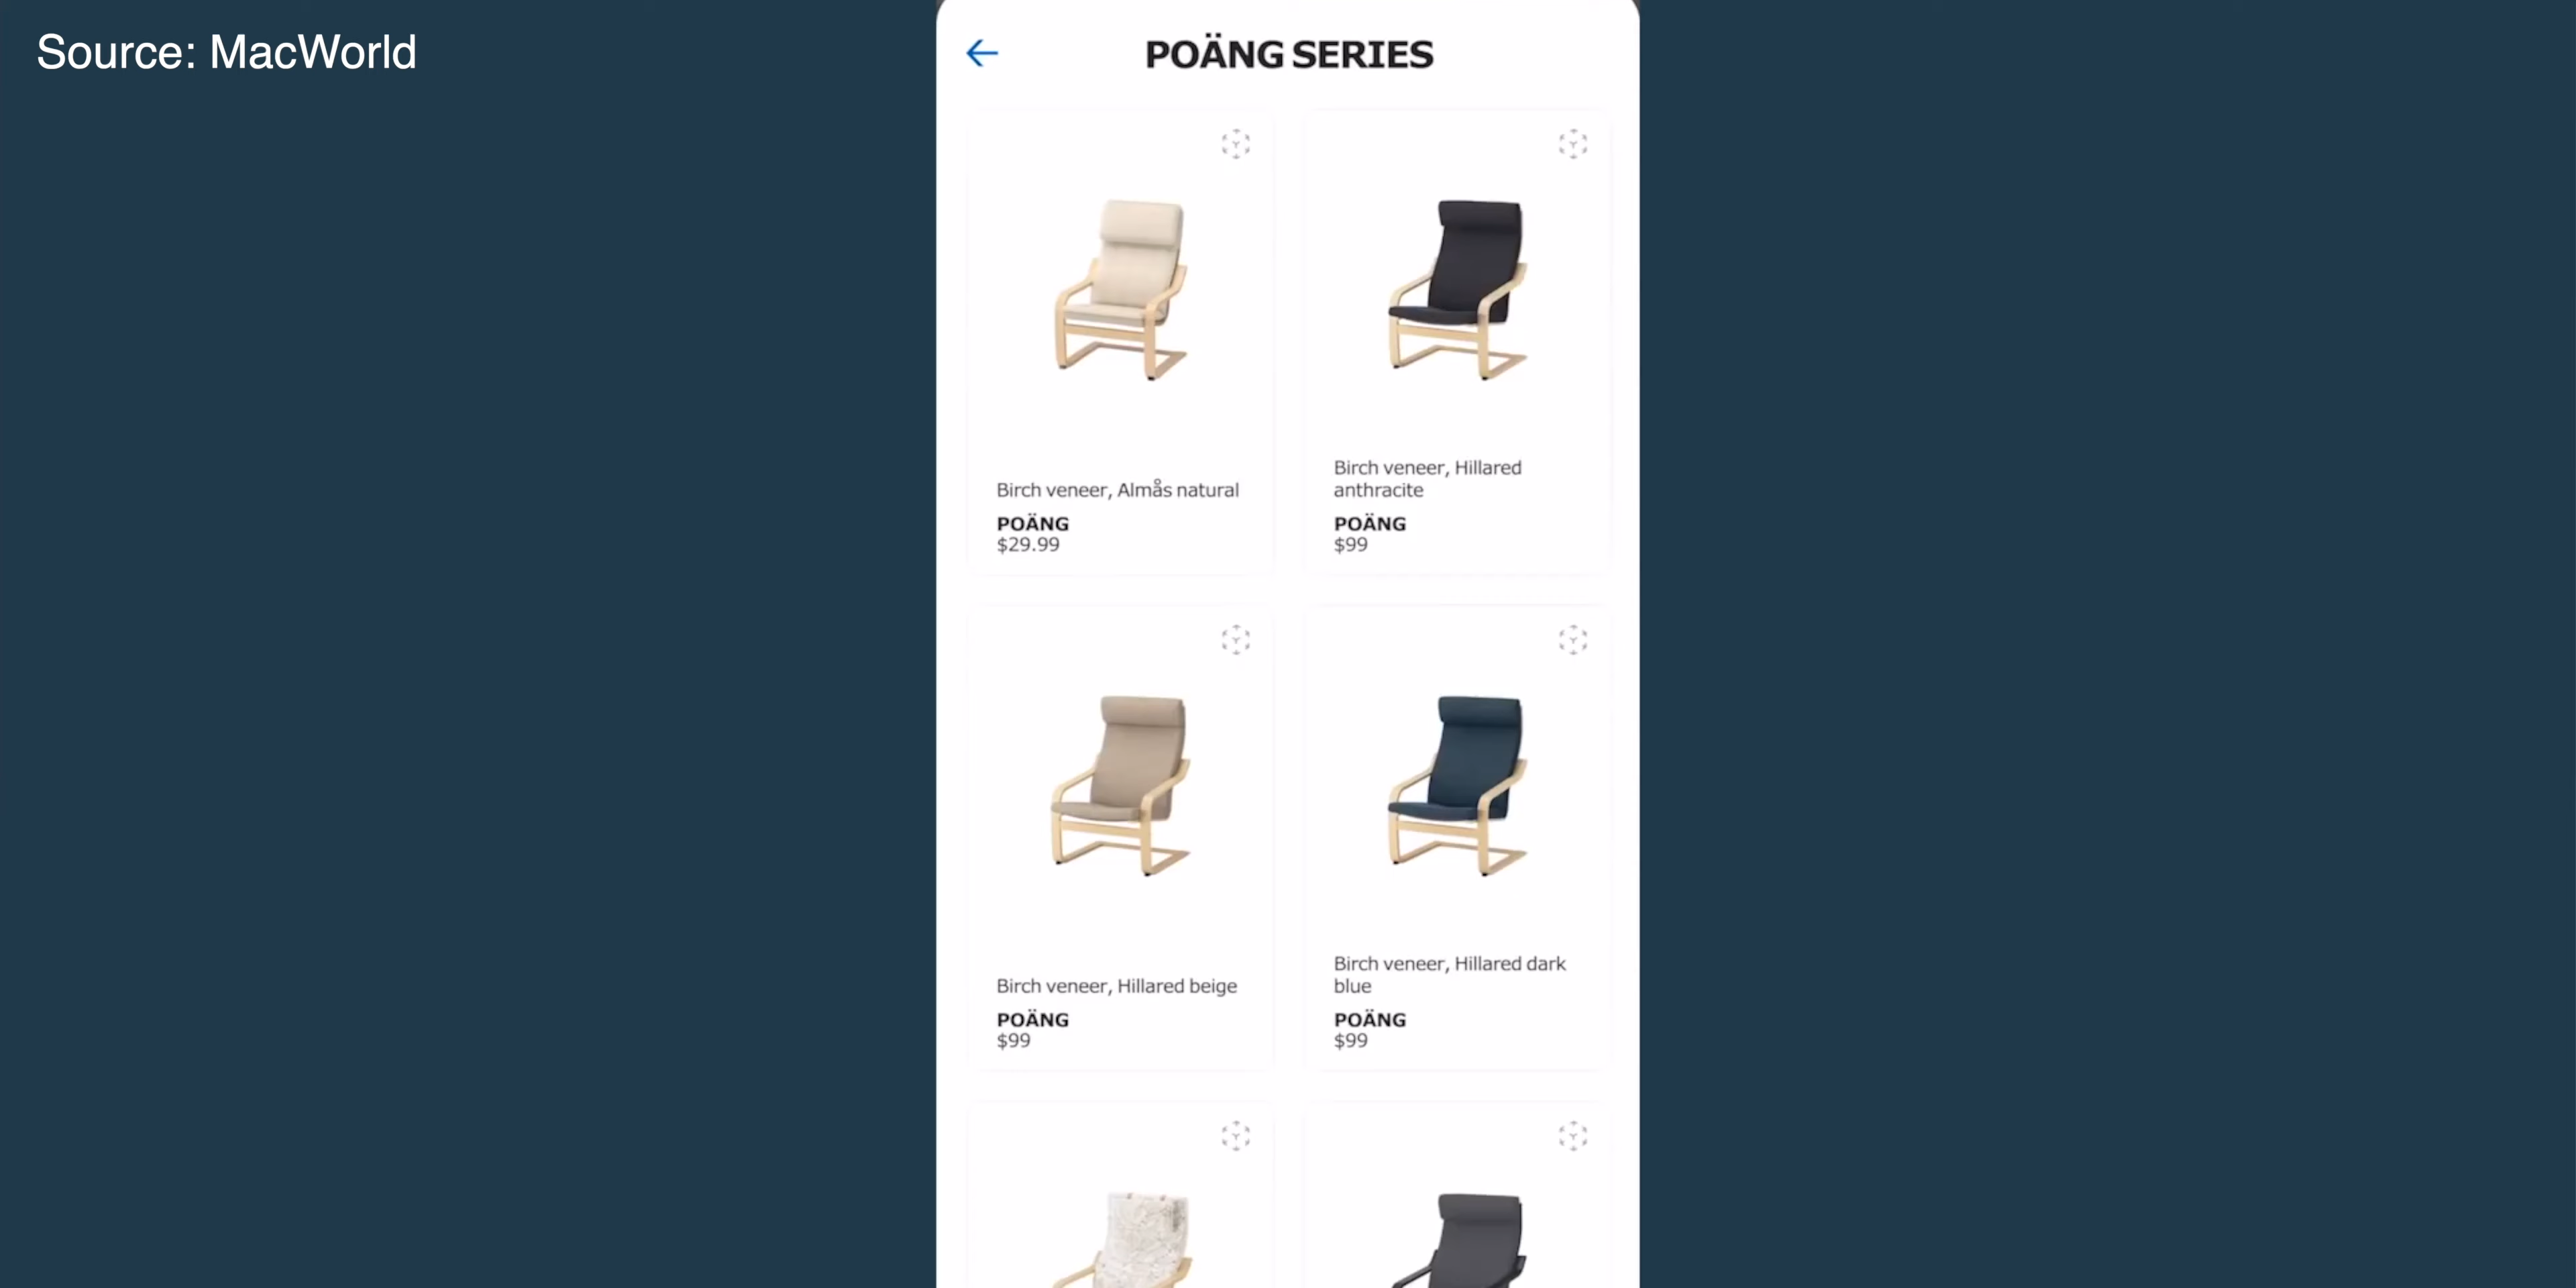 Source: MacWorld
POÄNG SERIES
Birch veneer, Almås natural
POÄNG
$29.99
Birch veneer, Hillared
anthracite
POÄNG
$99
Birch veneer, Hillared beige
POÄNG
$99
Birch veneer, Hillared dark
blue
POÄNG
$99